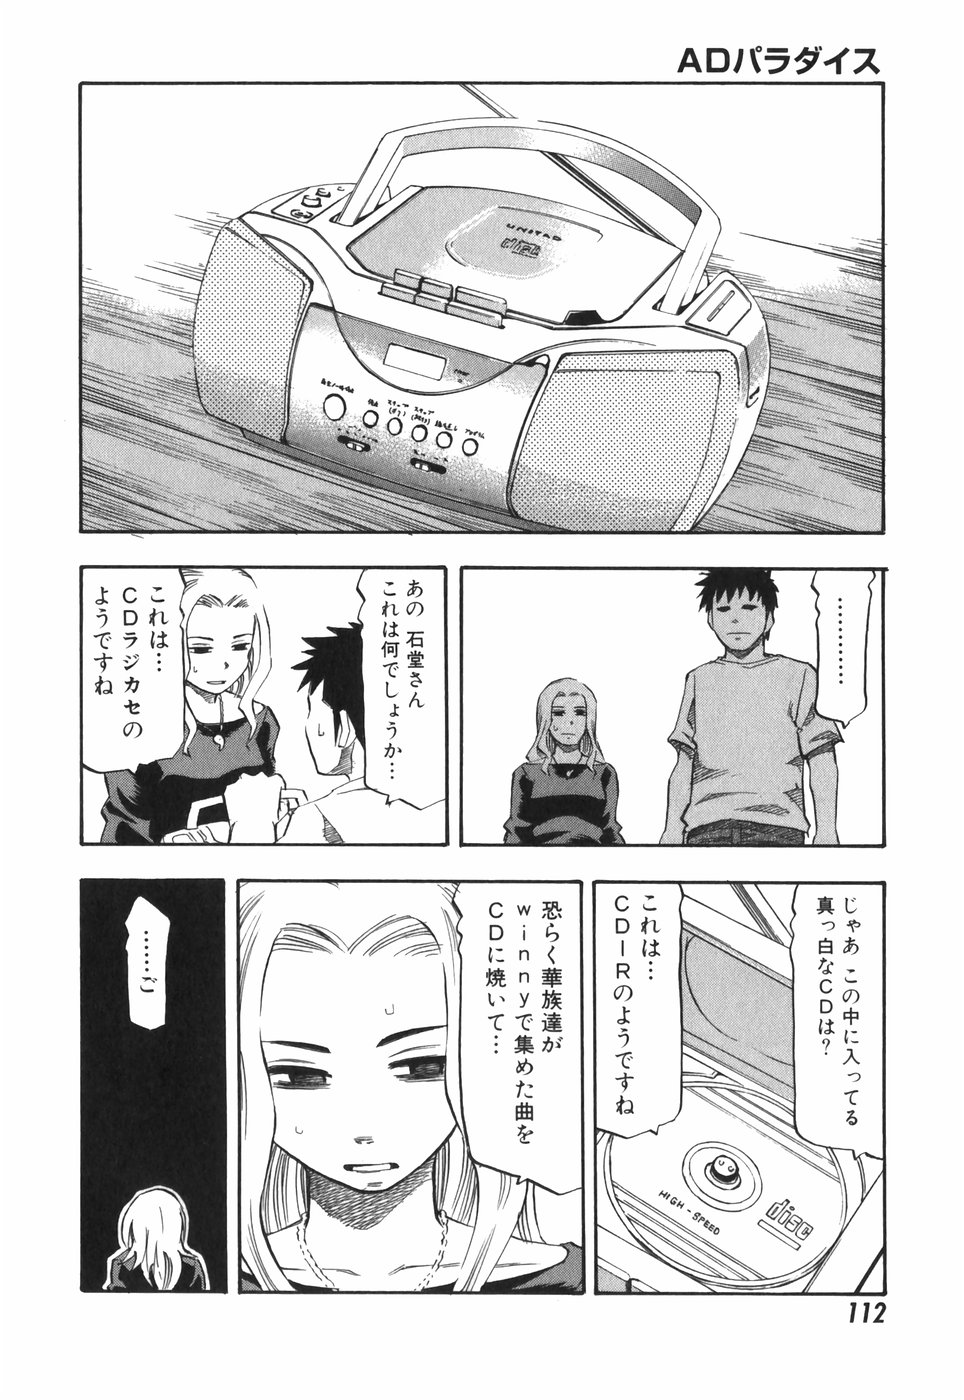 ADパラダイス
UNITAD
disc
…………
あの 石堂さん
これは何でしょうか…
これは…
CDラジカセの
ようですね
じゃあ この中に入ってる
真っ白なCDは?
これは…
CD-Rのようですね
HIGH-SPEED
disc
恐らく華族達が
winnyで集めた曲を
CDに焼いて…
……ご
112